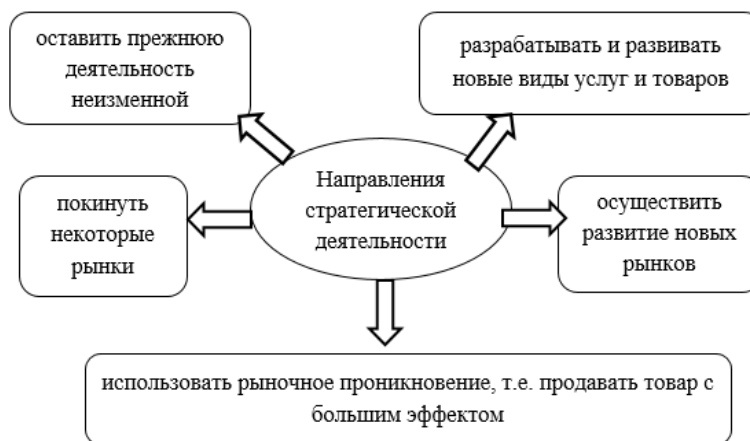 оставить прежнюю
деятельность
неизменной
разрабатывать и развивать
новые виды услуг и товаров
Направления
стратегической
деятельности
покинуть
некоторые
рынки
осуществить
развитие новых
рынков
использовать рыночное проникновение, т.е. продавать товар с
большим эффектом